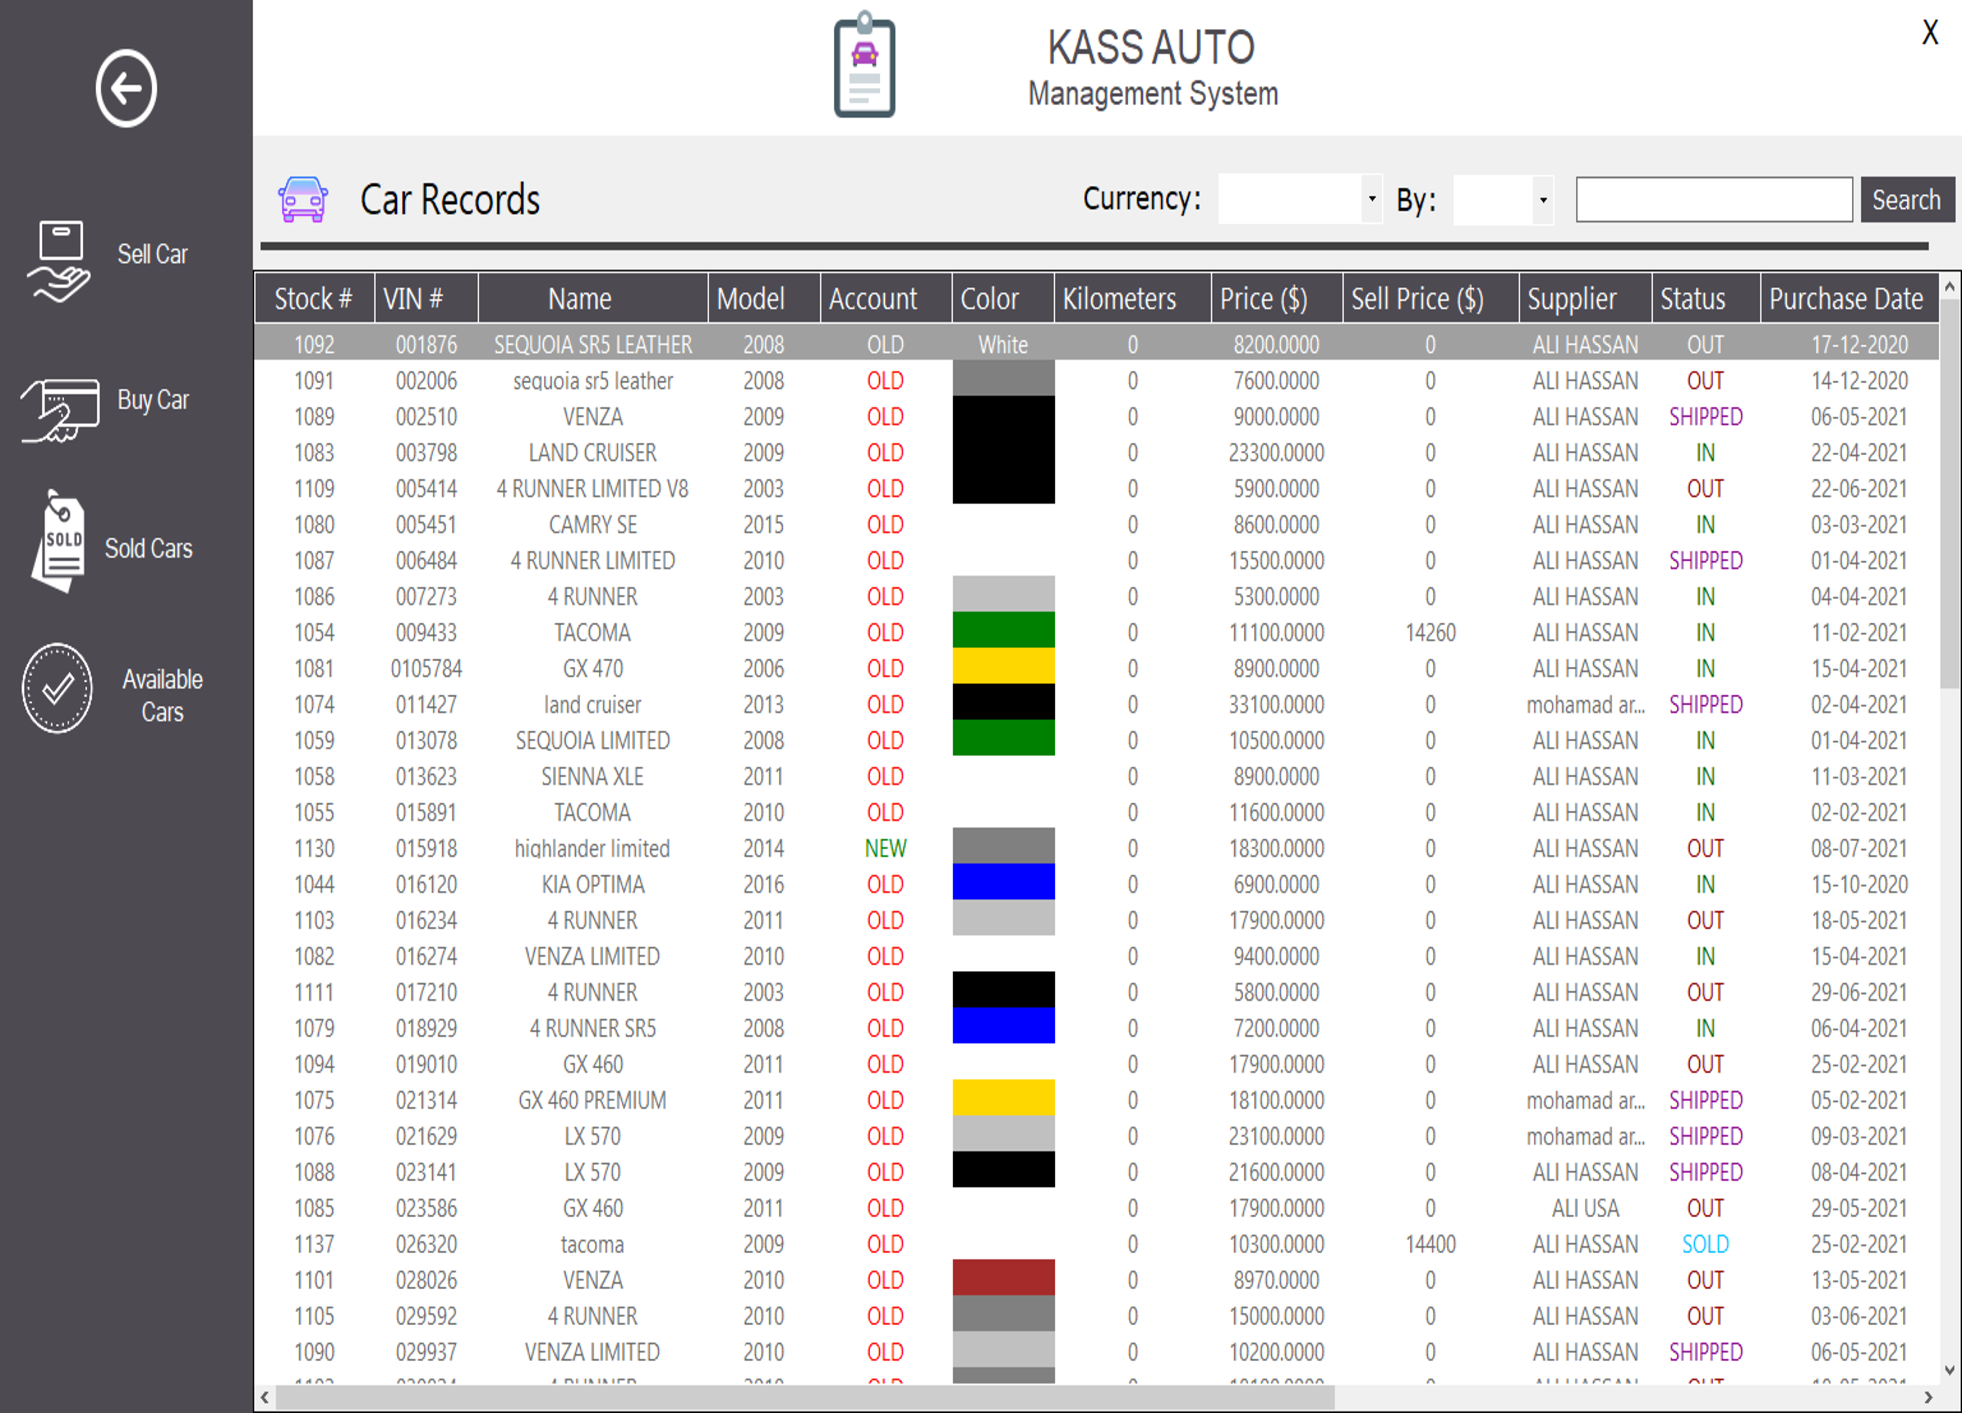 KASS AUTO
Management System
X
Sell Car
Buy Car
SOLD
Sold Cars
Available
Cars
Car Records
Currency:
By:
Search
Stock # VIN # Name Model Account Color Kilometers Price ($) Sell Price ($) Supplier Status Purchase Date
1092 001876 SEQUOIA SR5 LEATHER 2008 OLD White 0 8200.0000 0 ALI HASSAN OUT 17-12-2020
1091 002006 sequoia sr5 leather 2008 OLD 0 7600.0000 0 ALI HASSAN OUT 14-12-2020
1089 002510 VENZA 2009 OLD 0 9000.0000 0 ALI HASSAN SHIPPED 06-05-2021
1083 003798 LAND CRUISER 2009 OLD 0 23300.0000 0 ALI HASSAN IN 22-04-2021
1109 005414 4 RUNNER LIMITED V8 2003 OLD 0 5900.0000 0 ALI HASSAN OUT 22-06-2021
1080 005451 CAMRY SE 2015 OLD 0 8600.0000 0 ALI HASSAN IN 03-03-2021
1087 006484 4 RUNNER LIMITED 2010 OLD 0 15500.0000 0 ALI HASSAN SHIPPED 01-04-2021
1086 007273 4 RUNNER 2003 OLD 0 5300.0000 0 ALI HASSAN IN 04-04-2021
1054 009433 TACOMA 2009 OLD 0 11100.0000 14260 ALI HASSAN IN 11-02-2021
1081 0105784 GX 470 2006 OLD 0 8900.0000 0 ALI HASSAN IN 15-04-2021
1074 011427 land cruiser 2013 OLD 0 33100.0000 0 mohamad ar... SHIPPED 02-04-2021
1059 013078 SEQUOIA LIMITED 2008 OLD 0 10500.0000 0 ALI HASSAN IN 01-04-2021
1058 013623 SIENNA XLE 2011 OLD 0 8900.0000 0 ALI HASSAN IN 11-03-2021
1055 015891 TACOMA 2010 OLD 0 11600.0000 0 ALI HASSAN IN 02-02-2021
1130 015918 highlander limited 2014 NEW 0 18300.0000 0 ALI HASSAN OUT 08-07-2021
1044 016120 KIA OPTIMA 2016 OLD 0 6900.0000 0 ALI HASSAN IN 15-10-2020
1103 016234 4 RUNNER 2011 OLD 0 17900.0000 0 ALI HASSAN OUT 18-05-2021
1082 016274 VENZA LIMITED 2010 OLD 0 9400.0000 0 ALI HASSAN IN 15-04-2021
1111 017210 4 RUNNER 2003 OLD 0 5800.0000 0 ALI HASSAN OUT 29-06-2021
1079 018929 4 RUNNER SR5 2008 OLD 0 7200.0000 0 ALI HASSAN IN 06-04-2021
1094 019010 GX 460 2011 OLD 0 17900.0000 0 ALI HASSAN OUT 25-02-2021
1075 021314 GX 460 PREMIUM 2011 OLD 0 18100.0000 0 mohamad ar... SHIPPED 05-02-2021
1076 021629 LX 570 2009 OLD 0 23100.0000 0 mohamad ar... SHIPPED 09-03-2021
1088 023141 LX 570 2009 OLD 0 21600.0000 0 ALI HASSAN SHIPPED 08-04-2021
1085 023586 GX 460 2011 OLD 0 17900.0000 0 ALI USA OUT 29-05-2021
1137 026320 tacoma 2009 OLD 0 10300.0000 14400 ALI HASSAN SOLD 25-02-2021
1101 028026 VENZA 2010 OLD 0 8970.0000 0 ALI HASSAN OUT 13-05-2021
1105 029592 4 RUNNER 2010 OLD 0 15000.0000 0 ALI HASSAN OUT 03-06-2021
1090 029937 VENZA LIMITED 2010 OLD 0 10200.0000 0 ALI HASSAN SHIPPED 06-05-2021